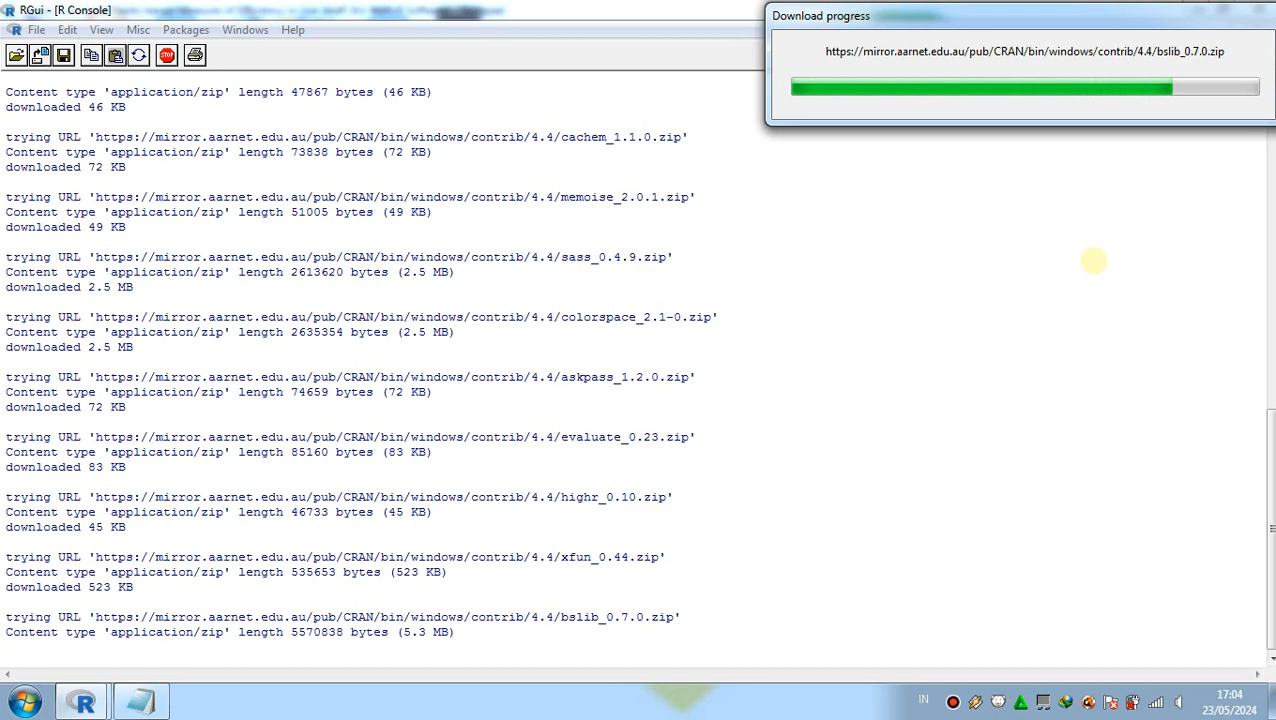 RGui - [R Console]
File Edit View Misc Packages Windows Help
STOP
Download progress
https://mirror.aarnet.edu.au/pub/CRAN/bin/windows/contrib/4.4/bslib_0.7.0.zip
Content type 'application/zip' length 47867 bytes (46 KB)
downloaded 46 KB
trying URL 'https://mirror.aarnet.edu.au/pub/CRAN/bin/windows/contrib/4.4/cachem_1.1.0.zip'
Content type 'application/zip' length 73838 bytes (72 KB)
downloaded 72 KB
trying URL 'https://mirror.aarnet.edu.au/pub/CRAN/bin/windows/contrib/4.4/memoise_2.0.1.zip'
Content type 'application/zip' length 51005 bytes (49 KB)
downloaded 49 KB
trying URL 'https://mirror.aarnet.edu.au/pub/CRAN/bin/windows/contrib/4.4/sass_0.4.9.zip'
Content type 'application/zip' length 2613620 bytes (2.5 MB)
downloaded 2.5 MB
trying URL 'https://mirror.aarnet.edu.au/pub/CRAN/bin/windows/contrib/4.4/colorspace_2.1-0.zip'
Content type 'application/zip' length 2635354 bytes (2.5 MB)
downloaded 2.5 MB
trying URL 'https://mirror.aarnet.edu.au/pub/CRAN/bin/windows/contrib/4.4/askpass_1.2.0.zip'
Content type 'application/zip' length 74659 bytes (72 KB)
downloaded 72 KB
trying URL 'https://mirror.aarnet.edu.au/pub/CRAN/bin/windows/contrib/4.4/evaluate_0.23.zip'
Content type 'application/zip' length 85160 bytes (83 KB)
downloaded 83 KB
trying URL 'https://mirror.aarnet.edu.au/pub/CRAN/bin/windows/contrib/4.4/highr_0.10.zip'
Content type 'application/zip' length 46733 bytes (45 KB)
downloaded 45 KB
trying URL 'https://mirror.aarnet.edu.au/pub/CRAN/bin/windows/contrib/4.4/xfun_0.44.zip'
Content type 'application/zip' length 535653 bytes (523 KB)
downloaded 523 KB
trying URL 'https://mirror.aarnet.edu.au/pub/CRAN/bin/windows/contrib/4.4/bslib_0.7.0.zip'
Content type 'application/zip' length 5570838 bytes (5.3 MB)
IN
17:04
23/05/2024